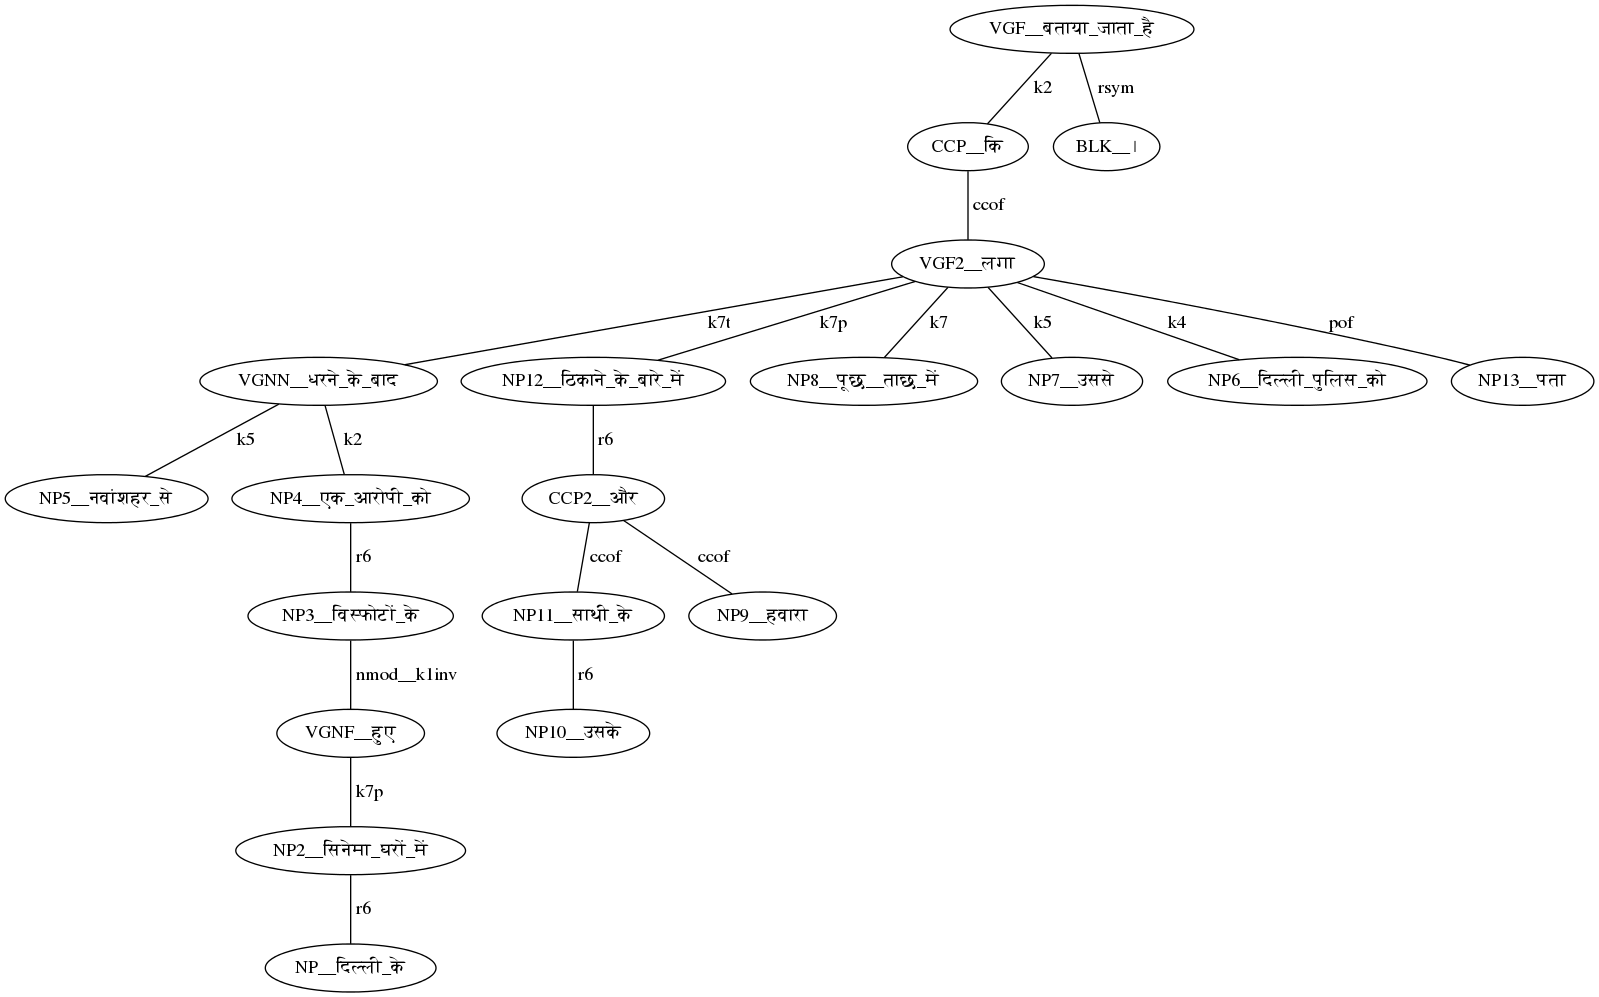 VGF__बताया_जाता_है
k2
rsym
CCP__कि
BLK__।
ccof
VGF2__लगा
k7t
k7p
k7
k5
k4
pof
VGNN__धरने_के_बाद
NP12__ठिकाने_के_बारे_में
NP8__पूछ__ताछ_में
NP7__उससे
NP6__दिल्ली_पुलिस_को
NP13__पता
k5
k2
r6
NP5__नवांशहर_से
NP4__एक_आरोपी_को
CCP2__और
r6
ccof
ccof
NP3__विस्फोटों_के
NP11__साथी_के
NP9__हवारा
nmod__k1inv
r6
VGNF__हुए
NP10__उसके
k7p
NP2__सिनेमा_घरों_में
r6
NP__दिल्ली_के